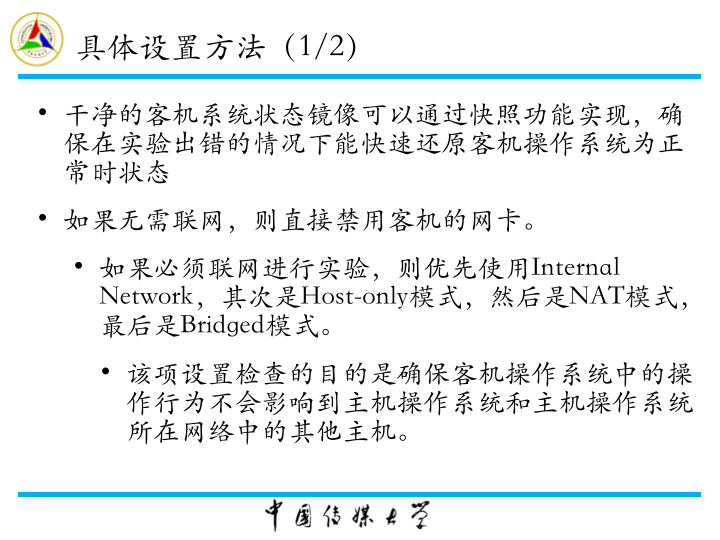 具体设置方法（1/2）
• 干净的客机系统状态镜像可以通过快照功能实现，确
保在实验出错的情况下能快速还原客机操作系统为正
常时状态
• 如果无需联网，则直接禁用客机的网卡。
• 如果必须联网进行实验，则优先使用Internal
Network，其次是Host-only模式，然后是NAT模式，
最后是Bridged模式。
• 该项设置检查的目的是确保客机操作系统中的操
作行为不会影响到主机操作系统和主机操作系统
所在网络中的其他主机。
中国传媒大学